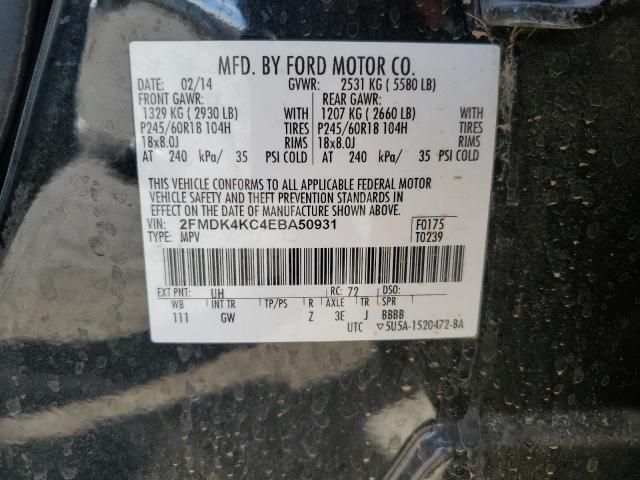 MFD. BY FORD MOTOR CO.
DATE: 02/14 GVWR: 2531 KG ( 5580 LB)
FRONT GAWR: REAR GAWR:
1329 KG ( 2930 LB) WITH 1207 KG ( 2660 LB) WITH
P245/60R18 104H TIRES P245/60R18 104H TIRES
18x8.0J RIMS 18x8.0J RIMS
AT 240 kPa/ 35 PSI COLD AT 240 kPa/ 35 PSI COLD
THIS VEHICLE CONFORMS TO ALL APPLICABLE FEDERAL MOTOR
VEHICLE SAFETY AND THEFT PREVENTION STANDARDS IN
EFFECT ON THE DATE OF MANUFACTURE SHOWN ABOVE.
VIN: 2FMDK4KC4EBA50931 F0175
TYPE: MPV T0239
EXT PNT: UH RC: 72 DSO:
WB INT TR TP/PS R AXLE TR SPR
111 GW Z 3E J BBBB
UTC ▽5U5A-1520472-BA